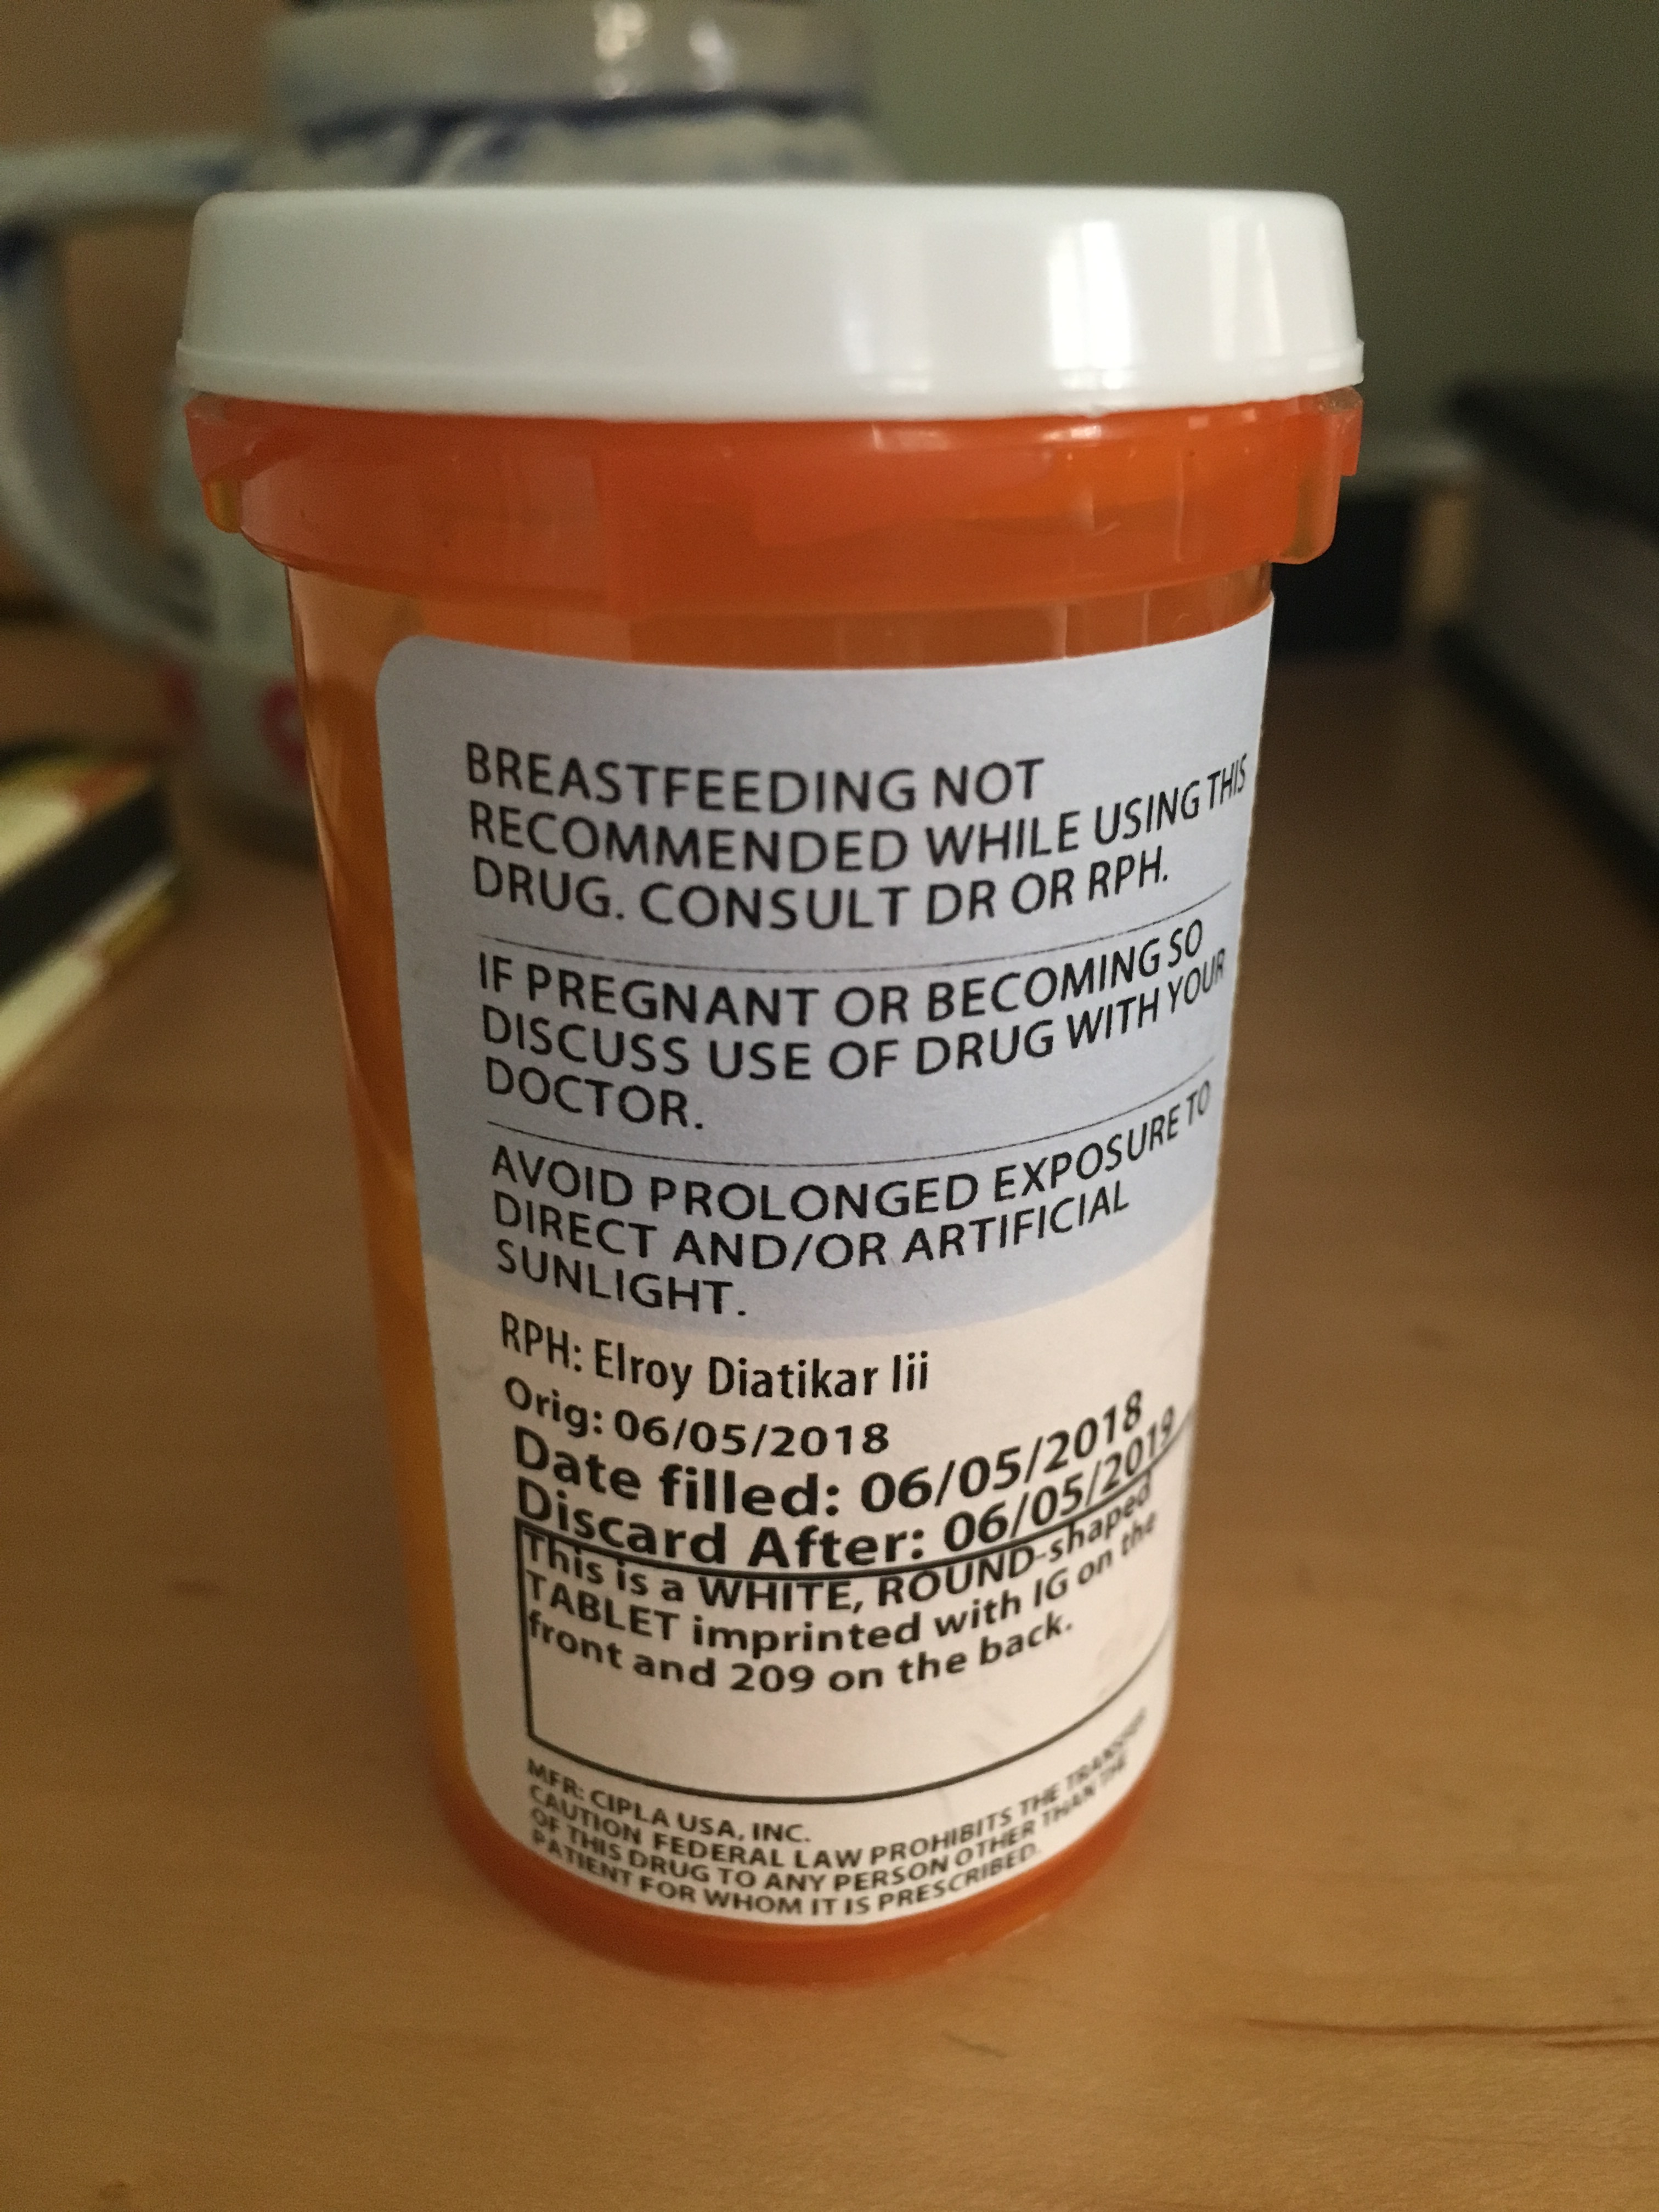 BREASTFEEDING NOT
RECOMMENDED WHILE USING THIS
DRUG. CONSULT DR OR RPH.
IF PREGNANT OR BECOMING SO
DISCUSS USE OF DRUG WITH YOUR
DOCTOR.
AVOID PROLONGED EXPOSURE TO
DIRECT AND/OR ARTIFICIAL
SUNLIGHT.
RPH: Elroy Diatikar Iii
Orig: 06/05/2018
Date filled: 06/05/2018
Discard After: 06/05/2019
This is a WHITE, ROUND-shaped
TABLET imprinted with IG on the
front and 209 on the back.
MFR: CIPLA USA, INC.
CAUTION FEDERAL LAW PROHIBITS THE TRANSFER
OF THIS DRUG TO ANY PERSON OTHER THAN THE
PATIENT FOR WHOM IT IS PRESCRIBED.